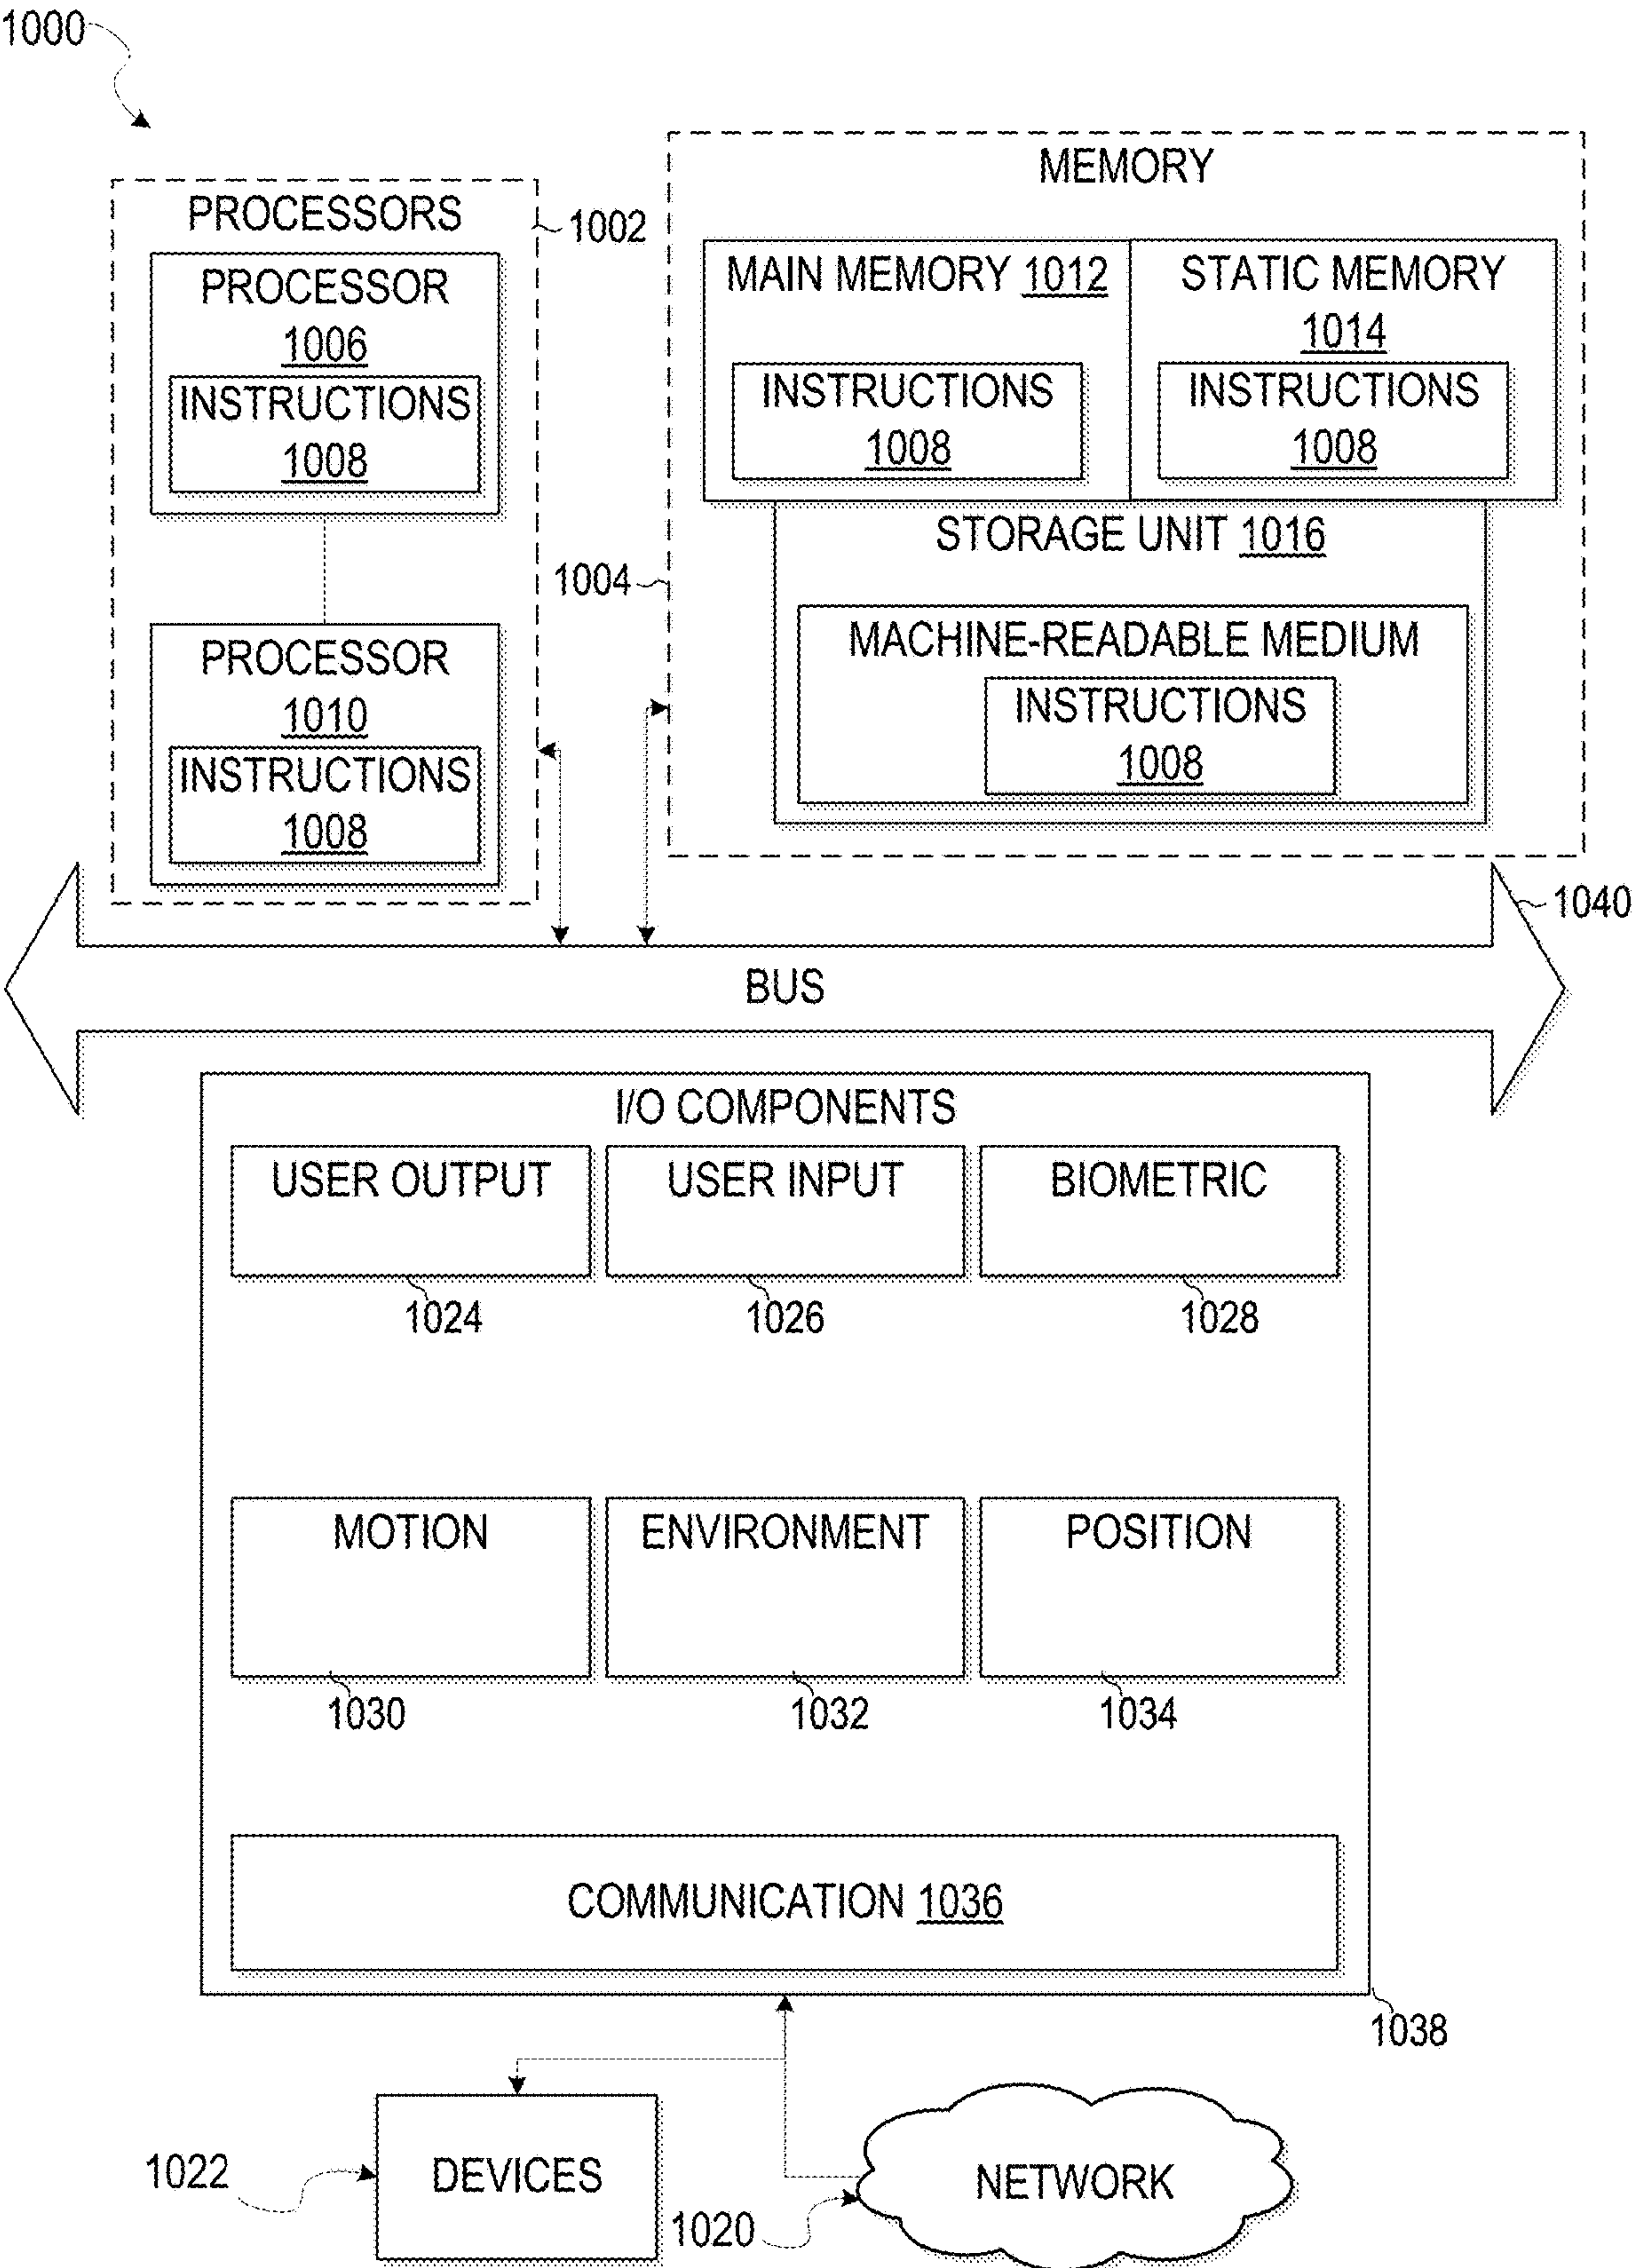 1000
PROCESSORS
1002
PROCESSOR
1006
INSTRUCTIONS
1008
PROCESSOR
1010
INSTRUCTIONS
1008
MEMORY
MAIN MEMORY 1012
INSTRUCTIONS
1008
STATIC MEMORY
1014
INSTRUCTIONS
1008
STORAGE UNIT 1016
1004
MACHINE-READABLE MEDIUM
INSTRUCTIONS
1008
1040
BUS
I/O COMPONENTS
USER OUTPUT
1024
USER INPUT
1026
BIOMETRIC
1028
MOTION
1030
ENVIRONMENT
1032
POSITION
1034
COMMUNICATION 1036
1038
1022
DEVICES
1020
NETWORK